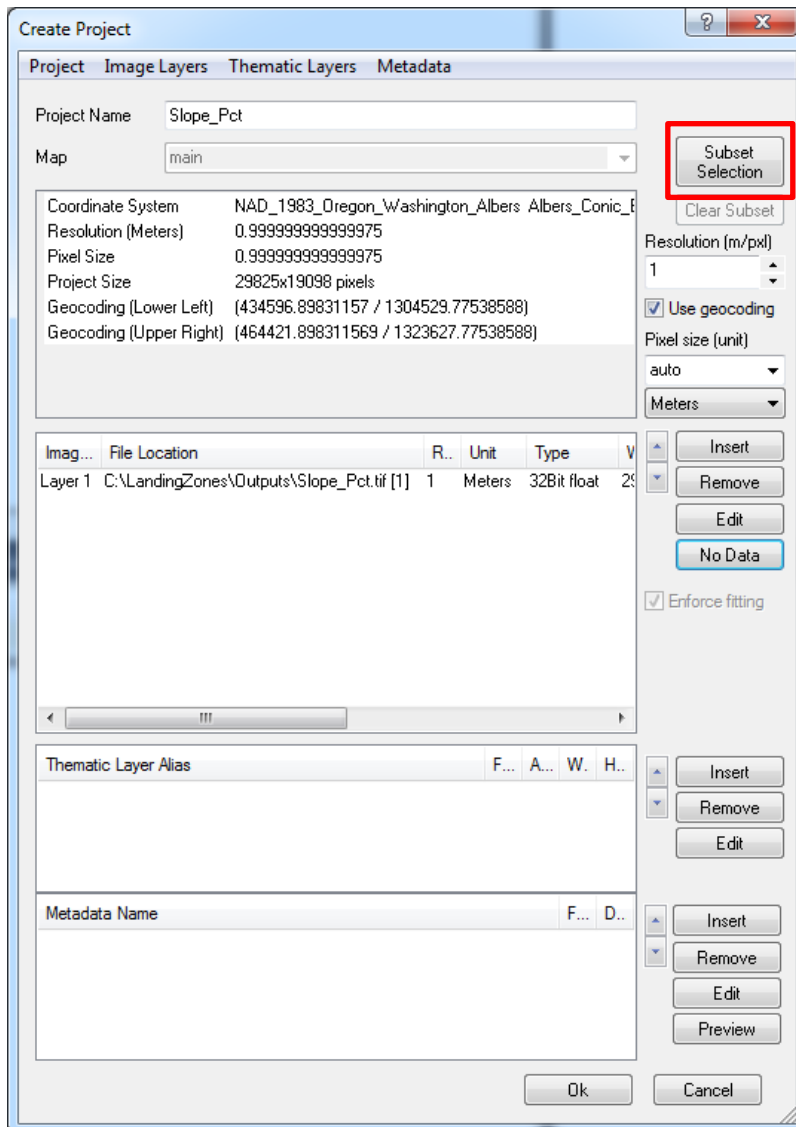 Create Project
?
X
Project Image Layers Thematic Layers Metadata
Project Name Slope_Pct
Map main
Subset
Selection
Clear Subset
Coordinate System NAD_1983_Oregon_Washington_Albers Albers_Conic_E
Resolution (Meters) 0.999999999999975
Pixel Size 0.999999999999975
Project Size 29825x19098 pixels
Geocoding (Lower Left) (434596.89831157 / 1304529.77538588)
Geocoding (Upper Right) (464421.898311569 / 1323627.77538588)
Resolution (m/pxl)
1
Use geocoding
Pixel size (unit)
auto
Meters
Imag... File Location R.. Unit Type
Layer 1 C:\LandingZones\Outputs\Slope_Pct.tif [1] 1 Meters 32Bit float 29
Insert
Remove
Edit
No Data
Enforce fitting
Thematic Layer Alias F... A... W. H..
Insert
Remove
Edit
Metadata Name F... D..
Insert
Remove
Edit
Preview
Ok Cancel